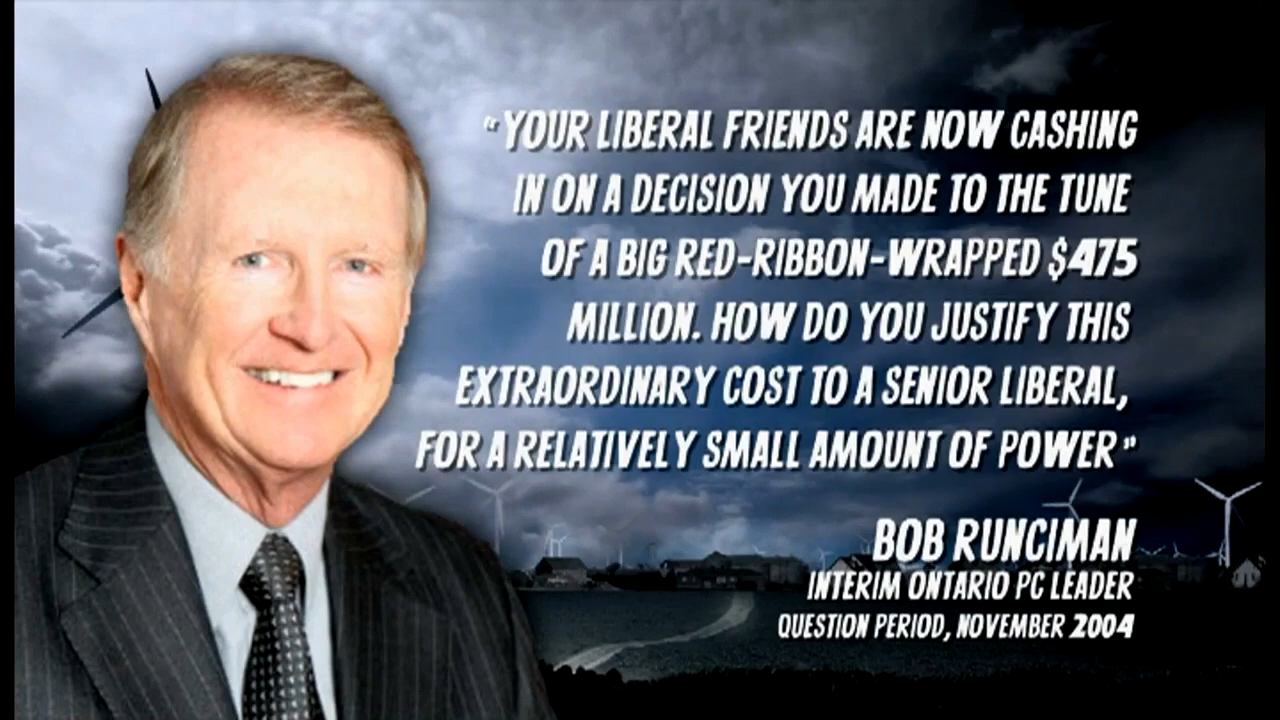 “YOUR LIBERAL FRIENDS ARE NOW CASHING
IN ON A DECISION YOU MADE TO THE TUNE
OF A BIG RED-RIBBON-WRAPPED $475
MILLION. HOW DO YOU JUSTIFY THIS
EXTRAORDINARY COST TO A SENIOR LIBERAL,
FOR A RELATIVELY SMALL AMOUNT OF POWER”
BOB RUNCIMAN
INTERIM ONTARIO PC LEADER
QUESTION PERIOD, NOVEMBER 2004